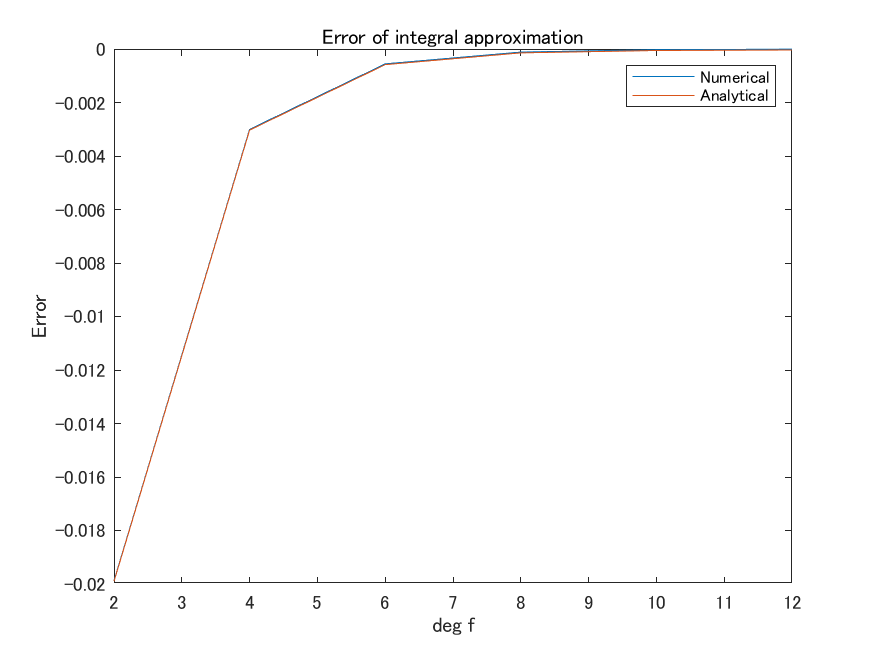 Error of integral approximation
0
−0.002
−0.004
−0.006
−0.008
−0.01
−0.012
−0.014
−0.016
−0.018
−0.02
Error
Numerical
Analytical
2 3 4 5 6 7 8 9 10 11 12
deg f